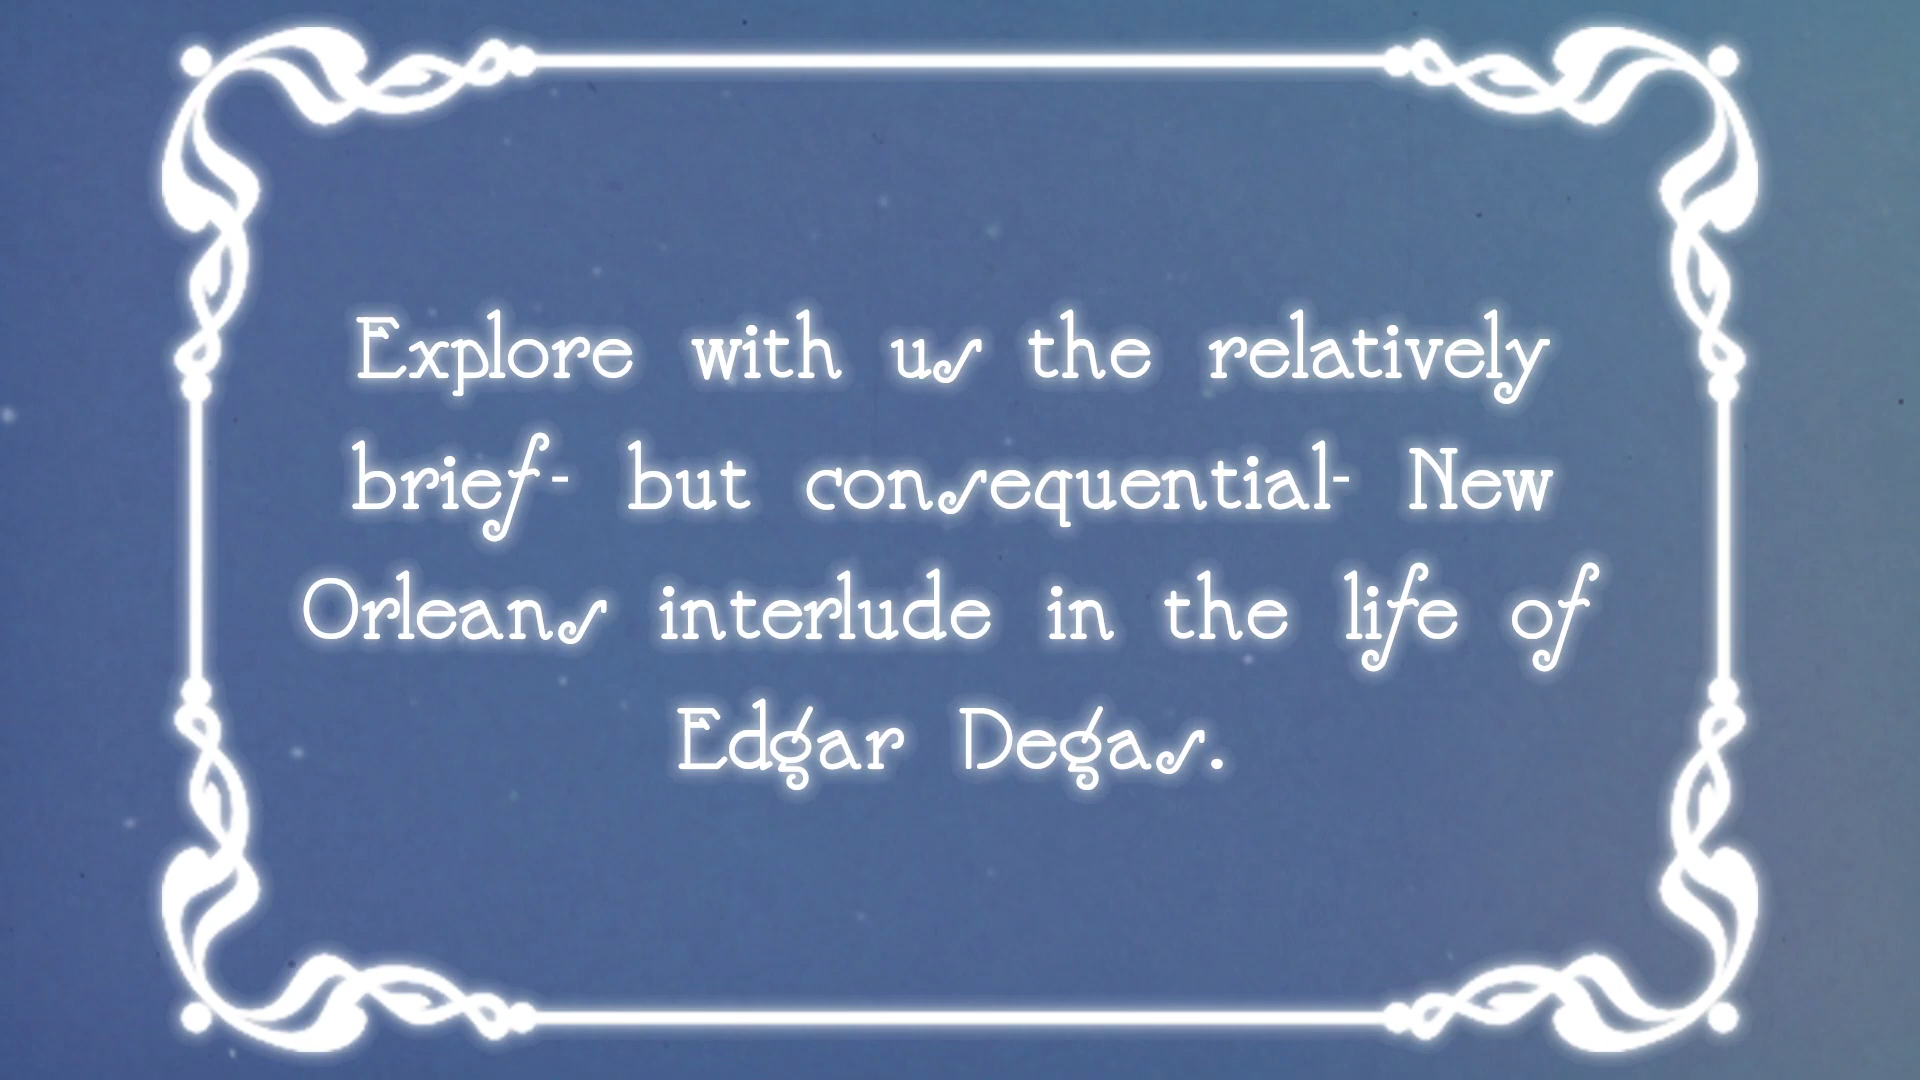 Explore with us the relatively
brief- but consequential- New
Orleans interlude in the life of
Edgar Degas.